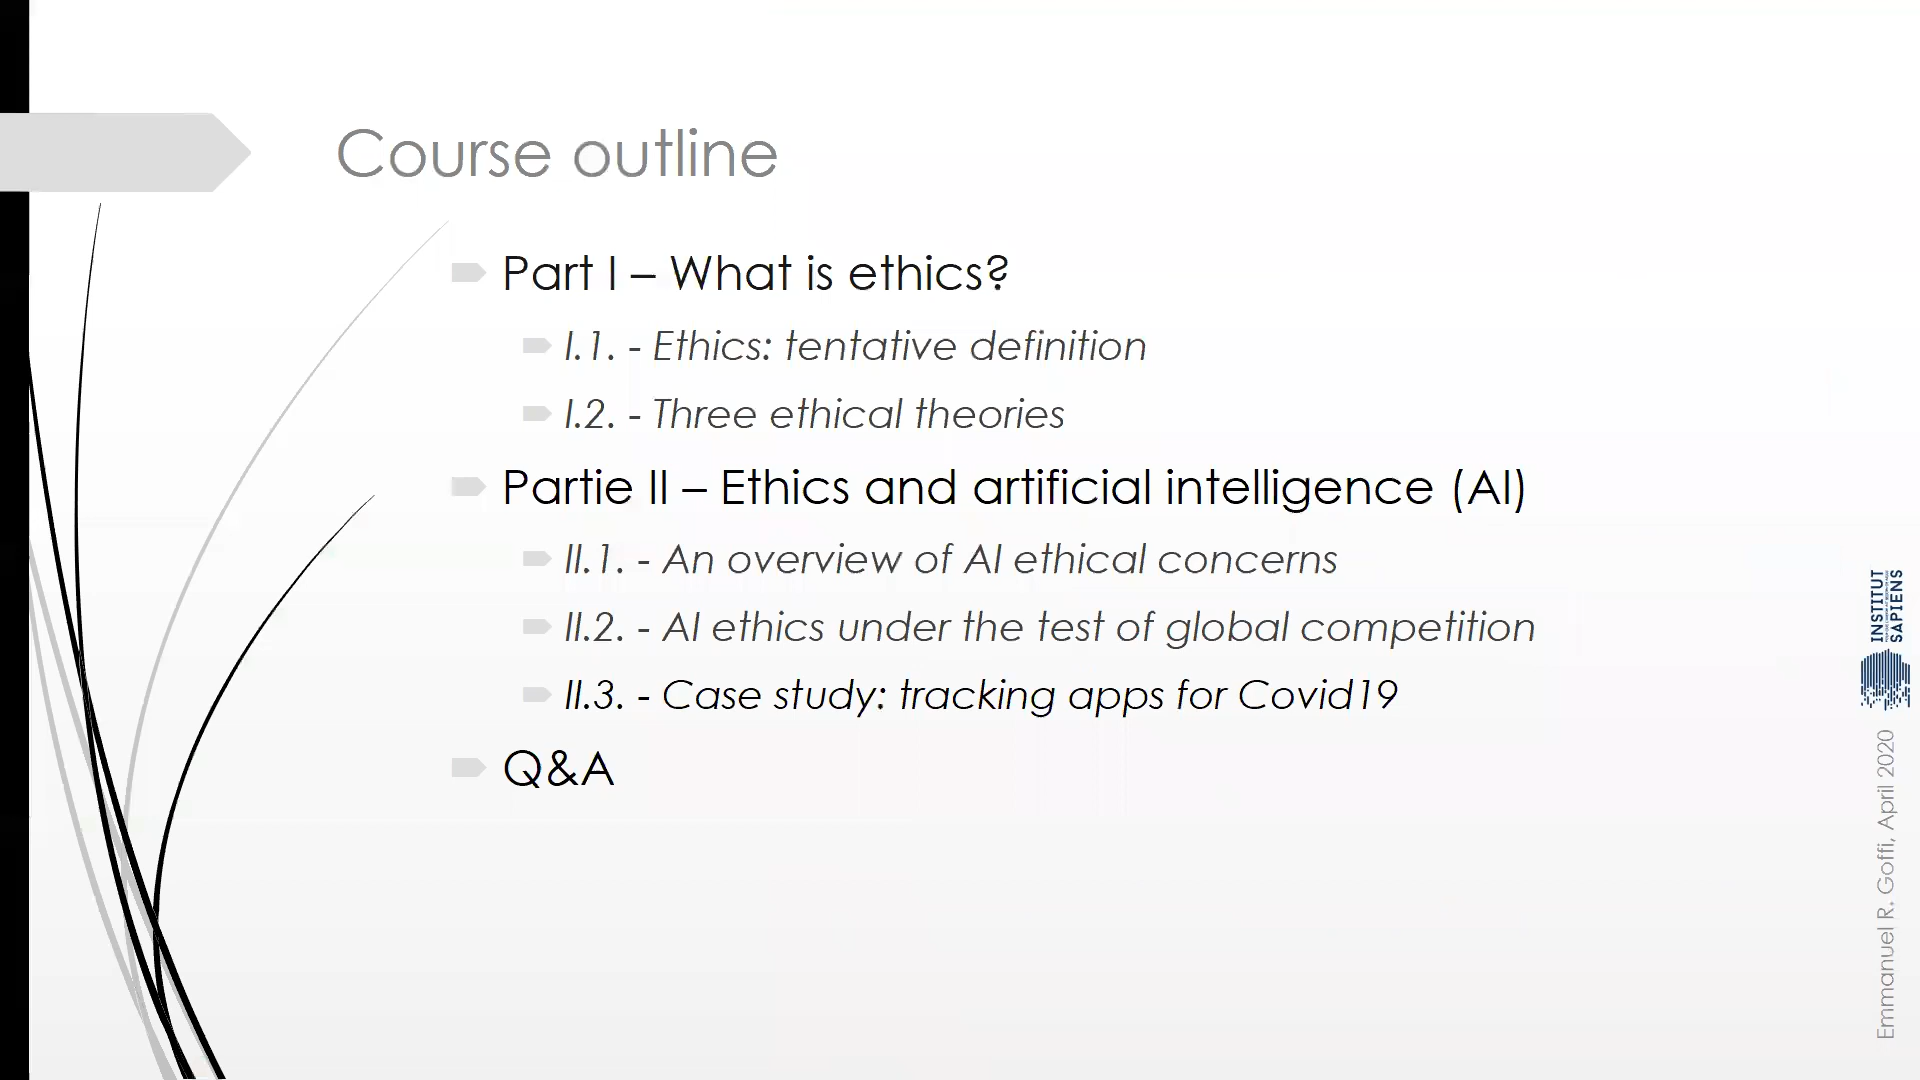 Course outline
Part I – What is ethics?
I.1. - Ethics: tentative definition
I.2. - Three ethical theories
Partie II – Ethics and artificial intelligence (AI)
II.1. - An overview of AI ethical concerns
II.2. - AI ethics under the test of global competition
II.3. - Case study: tracking apps for Covid19
Q&A
INSTITUT
SAPIENS
Emmanuel R. Goffi, April 2020